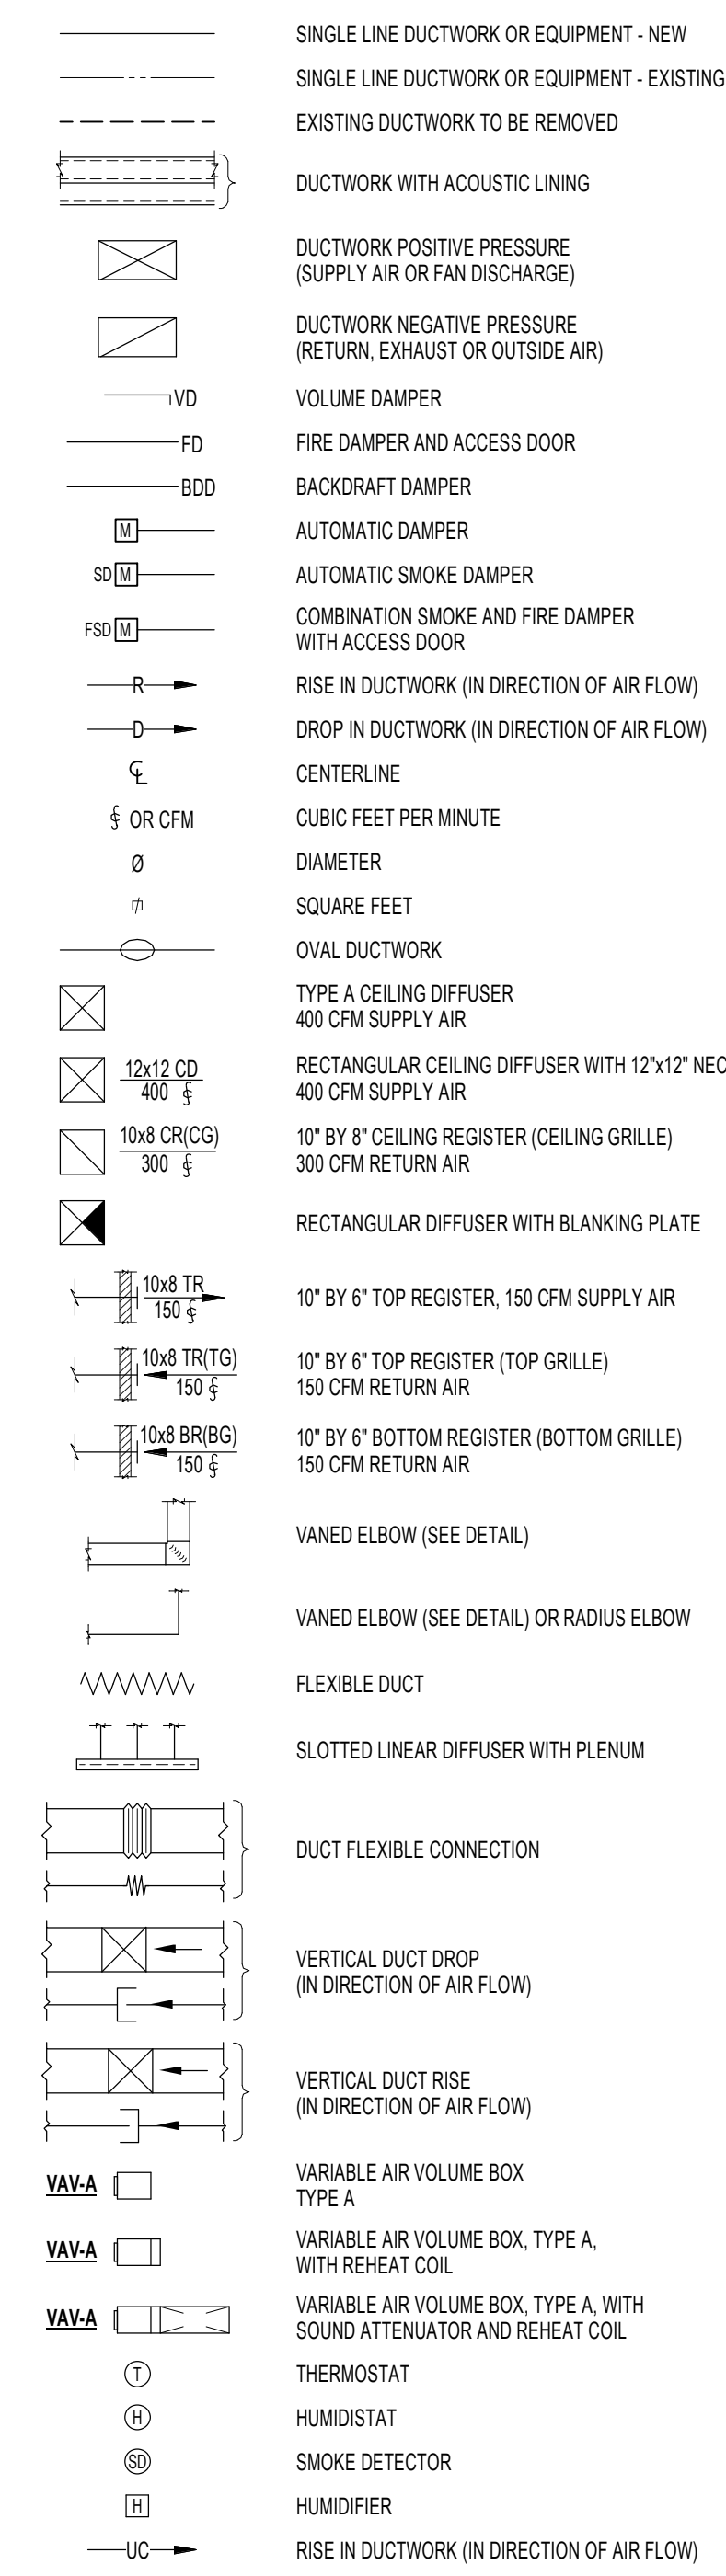 SINGLE LINE DUCTWORK OR EQUIPMENT - NEW
SINGLE LINE DUCTWORK OR EQUIPMENT - EXISTING
EXISTING DUCTWORK TO BE REMOVED
DUCTWORK WITH ACOUSTIC LINING
DUCTWORK POSITIVE PRESSURE
(SUPPLY AIR OR FAN DISCHARGE)
DUCTWORK NEGATIVE PRESSURE
(RETURN, EXHAUST OR OUTSIDE AIR)
VD VOLUME DAMPER
FD FIRE DAMPER AND ACCESS DOOR
BDD BACKDRAFT DAMPER
M AUTOMATIC DAMPER
SD M AUTOMATIC SMOKE DAMPER
FSD M COMBINATION SMOKE AND FIRE DAMPER
WITH ACCESS DOOR
R RISE IN DUCTWORK (IN DIRECTION OF AIR FLOW)
D DROP IN DUCTWORK (IN DIRECTION OF AIR FLOW)
℄ CENTERLINE
OR CFM CUBIC FEET PER MINUTE
Ø DIAMETER
SQUARE FEET
OVAL DUCTWORK
TYPE A CEILING DIFFUSER
400 CFM SUPPLY AIR
12x12 CD RECTANGULAR CEILING DIFFUSER WITH 12"x12" NEC
400 400 CFM SUPPLY AIR
10x8 CR(CG) 10" BY 8" CEILING REGISTER (CEILING GRILLE)
300 300 CFM RETURN AIR
RECTANGULAR DIFFUSER WITH BLANKING PLATE
10x8 TR
150
10" BY 6" TOP REGISTER, 150 CFM SUPPLY AIR
10x8 TR(TG) 10" BY 6" TOP REGISTER (TOP GRILLE)
150 150 CFM RETURN AIR
10x8 BR(BG) 10" BY 6" BOTTOM REGISTER (BOTTOM GRILLE)
150 150 CFM RETURN AIR
VANED ELBOW (SEE DETAIL)
VANED ELBOW (SEE DETAIL) OR RADIUS ELBOW
FLEXIBLE DUCT
SLOTTED LINEAR DIFFUSER WITH PLENUM
DUCT FLEXIBLE CONNECTION
VERTICAL DUCT DROP
(IN DIRECTION OF AIR FLOW)
VERTICAL DUCT RISE
(IN DIRECTION OF AIR FLOW)
VAV-A VARIABLE AIR VOLUME BOX
TYPE A
VAV-A VARIABLE AIR VOLUME BOX, TYPE A,
WITH REHEAT COIL
VAV-A VARIABLE AIR VOLUME BOX, TYPE A, WITH
SOUND ATTENUATOR AND REHEAT COIL
T THERMOSTAT
H HUMIDISTAT
SD SMOKE DETECTOR
H HUMIDIFIER
UC RISE IN DUCTWORK (IN DIRECTION OF AIR FLOW)